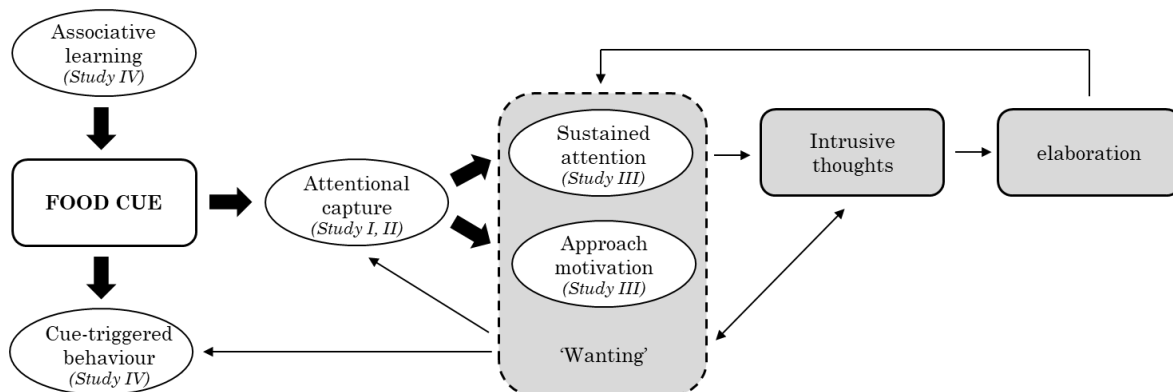 Associative
learning
(Study IV)
FOOD CUE
Cue-triggered
behaviour
(Study IV)
Attentional
capture
(Study I, II)
Sustained
attention
(Study III)
Approach
motivation
(Study III)
‘Wanting’
Intrusive
thoughts
elaboration